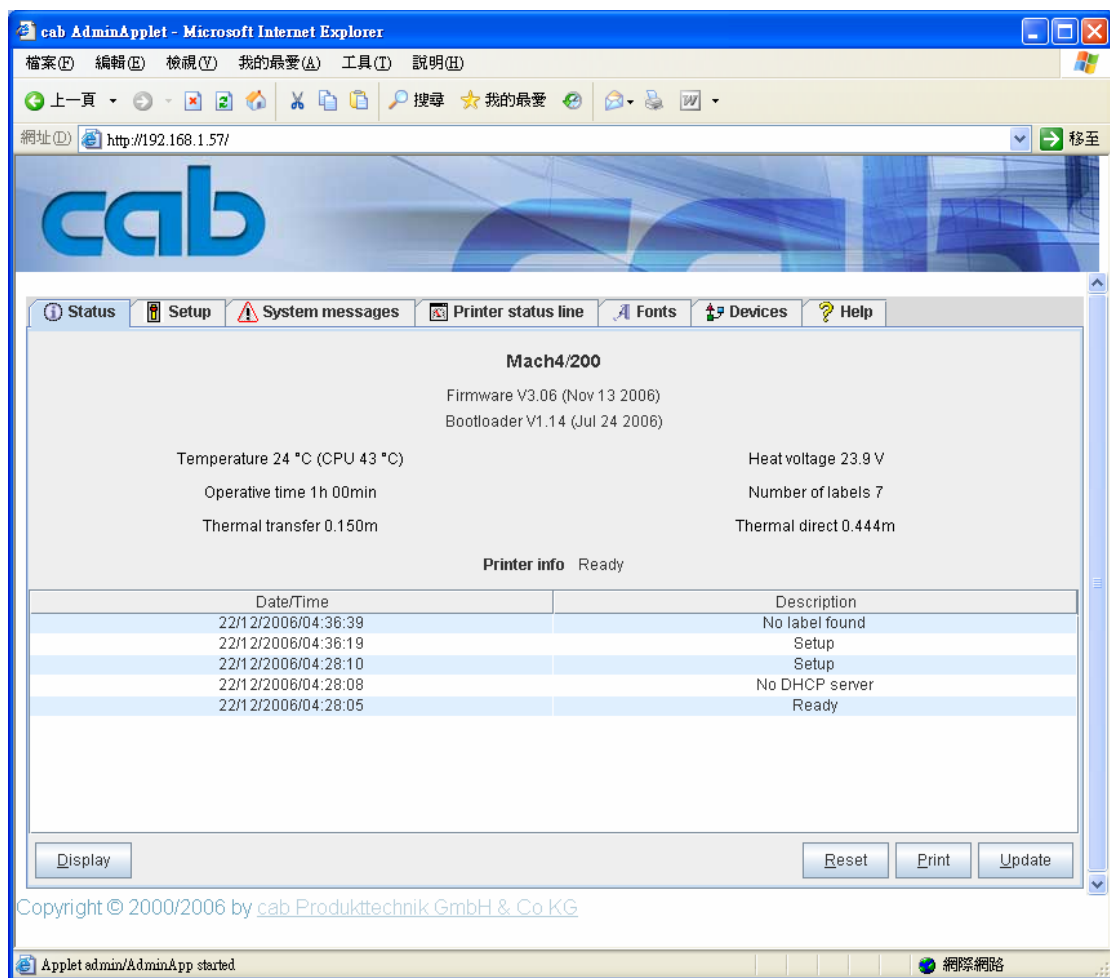 cab AdminApplet - Microsoft Internet Explorer
檔案(F) 編輯(E) 檢視(V) 我的最愛(A) 工具(T) 說明(H)
上一頁 搜尋 我的最愛
網址(D) http://192.168.1.57/ 移至
cab
Status Setup System messages Printer status line Fonts Devices Help
Mach4/200
Firmware V3.06 (Nov 13 2006)
Bootloader V1.14 (Jul 24 2006)
Temperature 24 °C (CPU 43 °C) Heat voltage 23.9 V
Operative time 1h 00min Number of labels 7
Thermal transfer 0.150m Thermal direct 0.444m
Printer info Ready
Date/Time Description
22/12/2006/04:36:39 No label found
22/12/2006/04:36:19 Setup
22/12/2006/04:28:10 Setup
22/12/2006/04:28:08 No DHCP server
22/12/2006/04:28:05 Ready
Display Reset Print Update
Copyright © 2000/2006 by cab Produkttechnik GmbH & Co KG
Applet admin/AdminApp started 網際網路